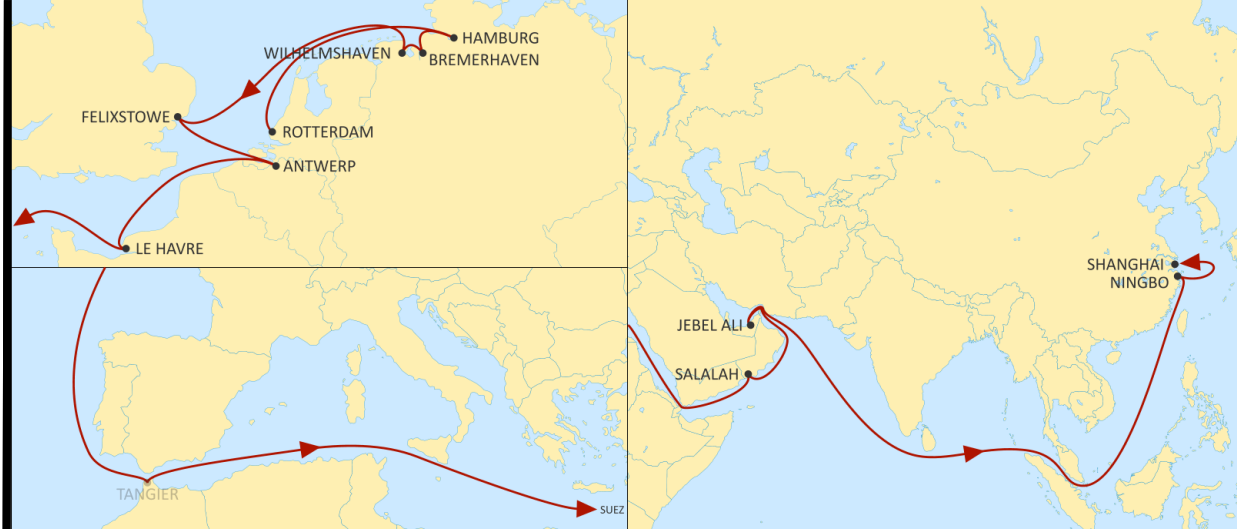 HAMBURG
WILHELMSHAVEN
BREMERHAVEN
FELIXSTOWE
ROTTERDAM
ANTWERP
LE HAVRE
TANGIER
SUEZ
SHANGHAI
NINGBO
JEBEL ALI
SALALAH